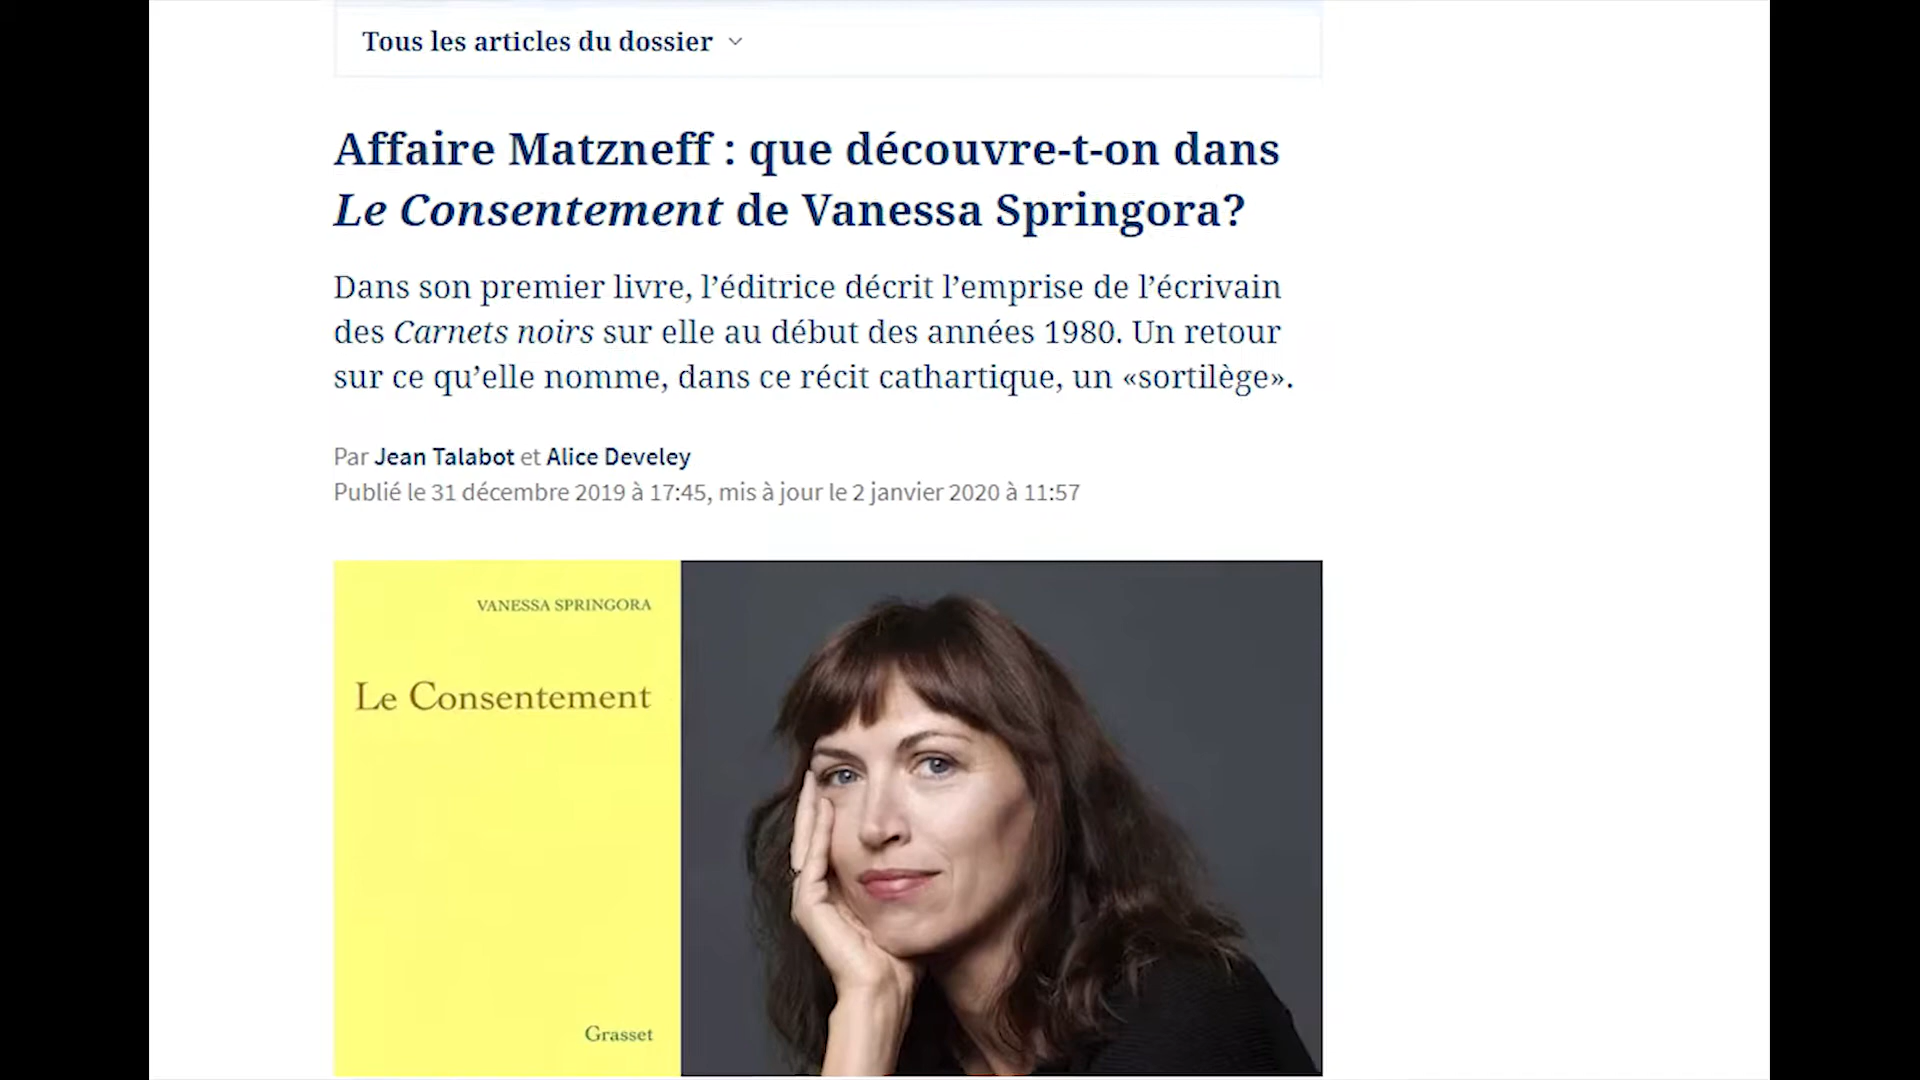 Tous les articles du dossier
Affaire Matzneff : que découvre-t-on dans
Le Consentement de Vanessa Springora?
Dans son premier livre, l’éditrice décrit l’emprise de l’écrivain
des Carnets noirs sur elle au début des années 1980. Un retour
sur ce qu’elle nomme, dans ce récit cathartique, un «sortilège».
Par Jean Talabot et Alice Develey
Publié le 31 décembre 2019 à 17:45, mis à jour le 2 janvier 2020 à 11:57
VANESSA SPRINGORA
Le Consentement
Grasset